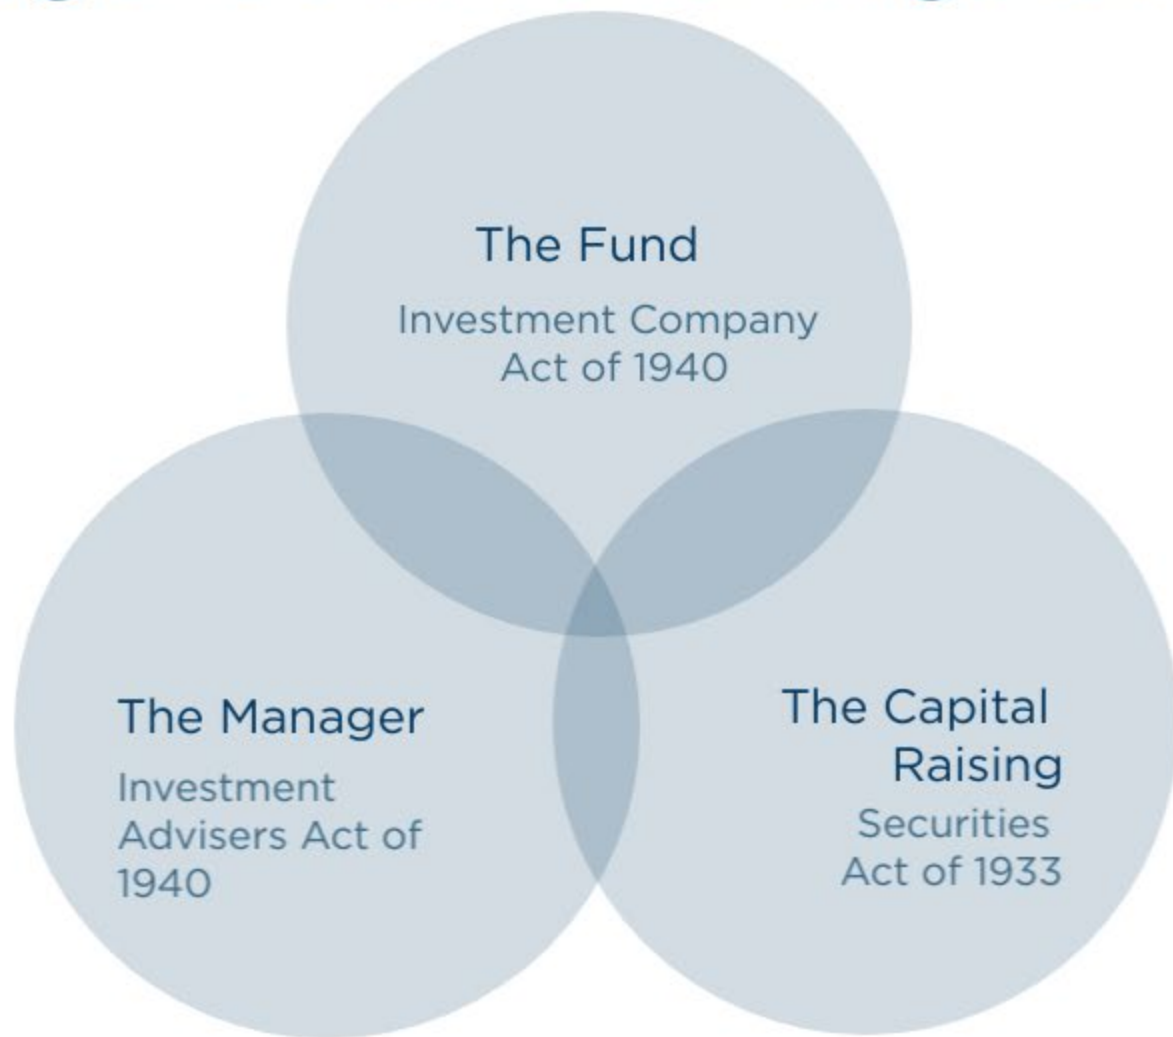 The Fund
Investment Company
Act of 1940
The Manager
Investment
Advisers Act of
1940
The Capital
Raising
Securities
Act of 1933